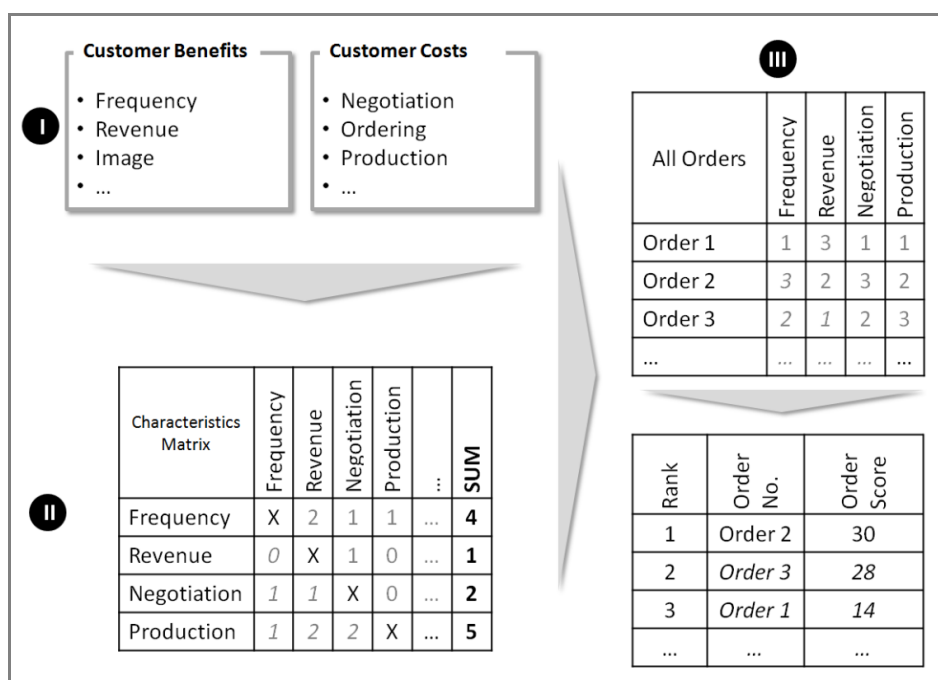 Customer Benefits
• Frequency
• Revenue
• Image
• ...
Customer Costs
• Negotiation
• Ordering
• Production
• ...
I
II
Characteristics Matrix Frequency Revenue Negotiation Production ... SUM
Frequency X 2 1 1 ... 4
Revenue 0 X 1 0 ... 1
Negotiation 1 1 X 0 ... 2
Production 1 2 2 X ... 5
III
All Orders Frequency Revenue Negotiation Production
Order 1 1 3 1 1
Order 2 3 2 3 2
Order 3 2 1 2 3
... ... ... ... ...
Rank Order No. Order Score
1 Order 2 30
2 Order 3 28
3 Order 1 14
... ... ...